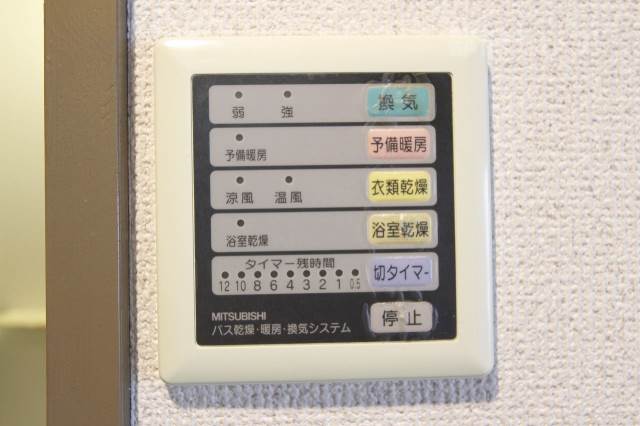 弱 強 換気
予備暖房 予備暖房
涼風 温風 衣類乾燥
浴室乾燥 浴室乾燥
タイマー残時間
12 10 8 6 4 3 2 1 0.5 切タイマー
MITSUBISHI 停止
バス乾燥・暖房・換気システム